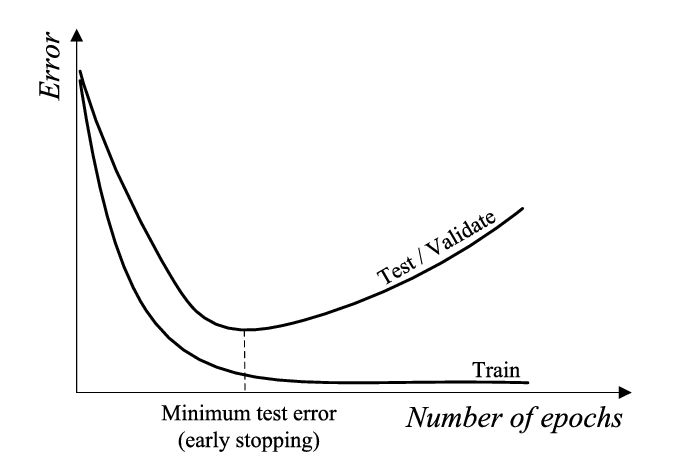 Error
Test / Validate
Train
Minimum test error
(early stopping)
Number of epochs